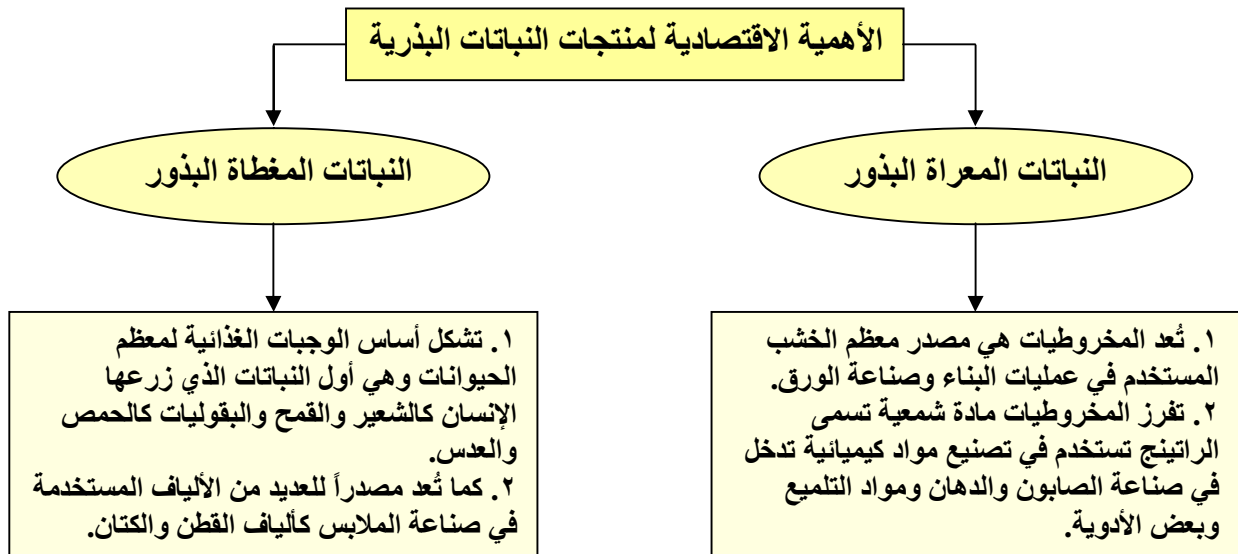 الأهمية الاقتصادية لمنتجات النباتات البذرية
النباتات المعراة البذور
النباتات المغطاة البذور
١. تُعد المخروطيات هي مصدر معظم الخشب
المستخدم في عمليات البناء وصناعة الورق.
٢. تفرز المخروطيات مادة شمعية تسمى
الراتينج تستخدم في تصنيع مواد كيميائية تدخل
في صناعة الصابون والدهان ومواد التلميع
وبعض الأدوية.
١. تشكل أساس الوجبات الغذائية لمعظم
الحيوانات وهي أول النباتات الذي زرعها
الإنسان كالشعير والقمح والبقوليات كالحمص
والعدس.
٢. كما تُعد مصدراً للعديد من الألياف المستخدمة
في صناعة الملابس كألياف القطن والكتان.